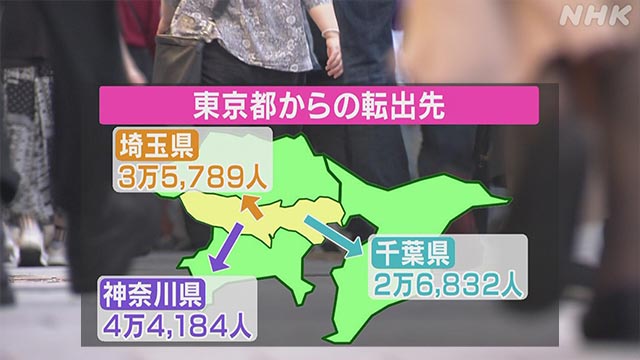 NHK
東京都からの転出先
埼玉県
3万5,789人
千葉県
2万6,832人
神奈川県
4万4,184人